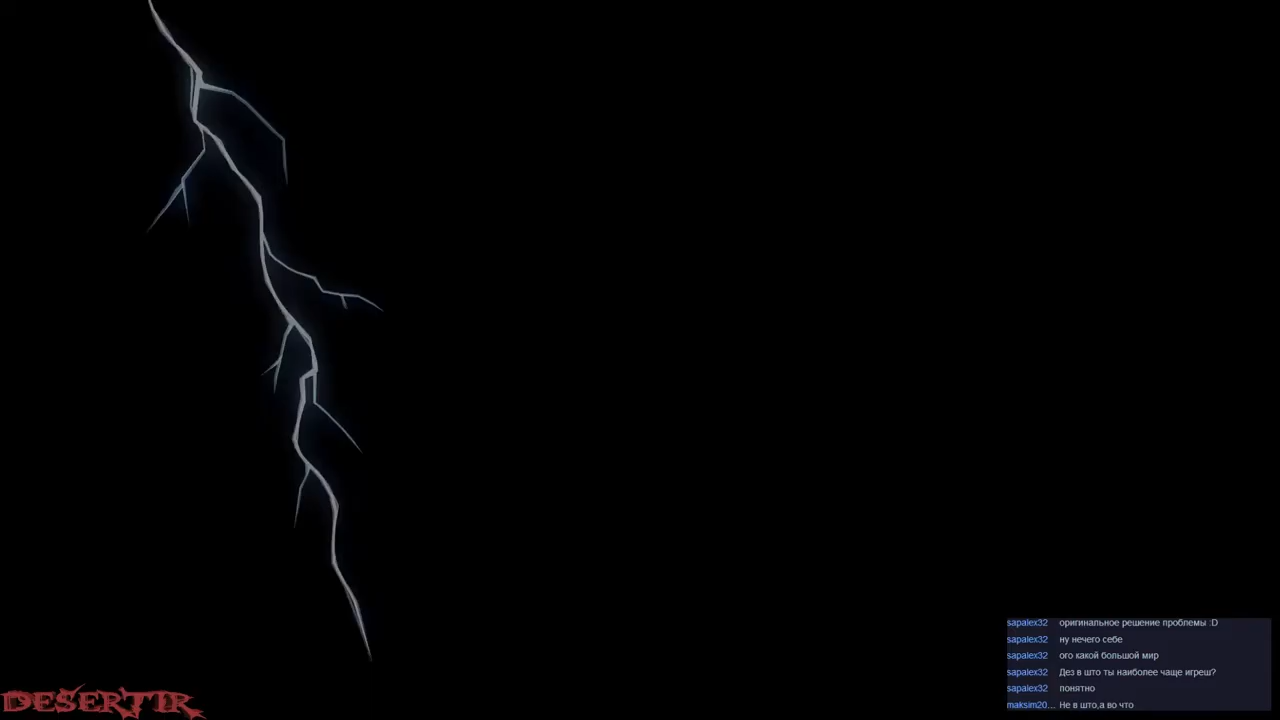 sapalex32 оригинальное решение проблемы :D
sapalex32 ну нечего себе
sapalex32 ого какой большой мир
sapalex32 Дез в што ты наиболее чаще игреш?
sapalex32 понятно
maksim20... Не в што,а во что
DESERTIR